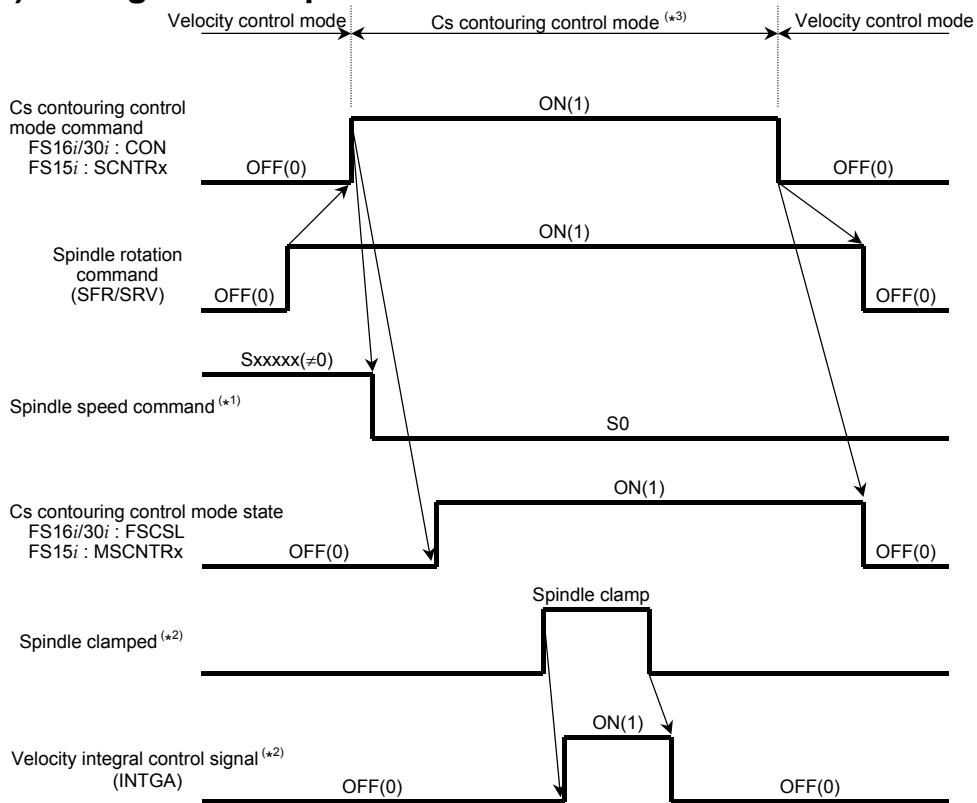 Velocity control mode
Cs contouring control mode (*3)
Velocity control mode
Cs contouring control
mode command
FS16i/30i : CON
FS15i : SCNTRx
OFF(0)
ON(1)
OFF(0)
Spindle rotation
command
(SFR/SRV)
OFF(0)
ON(1)
OFF(0)
Sxxxxx(≠0)
Spindle speed command (*1)
S0
Cs contouring control mode state
FS16i/30i : FSCSL
FS15i : MSCNTRx
OFF(0)
ON(1)
OFF(0)
Spindle clamp
Spindle clamped (*2)
Velocity integral control signal (*2)
(INTGA)
OFF(0)
ON(1)
OFF(0)